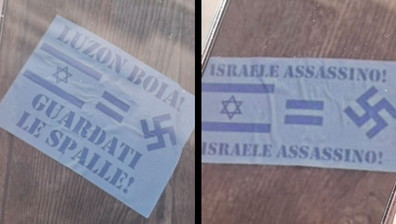 LUZON BOIA!
=
GUARDATI
LE SPALLE!
ISRAELE ASSASSINO!
=
ISRAELE ASSASSINO!